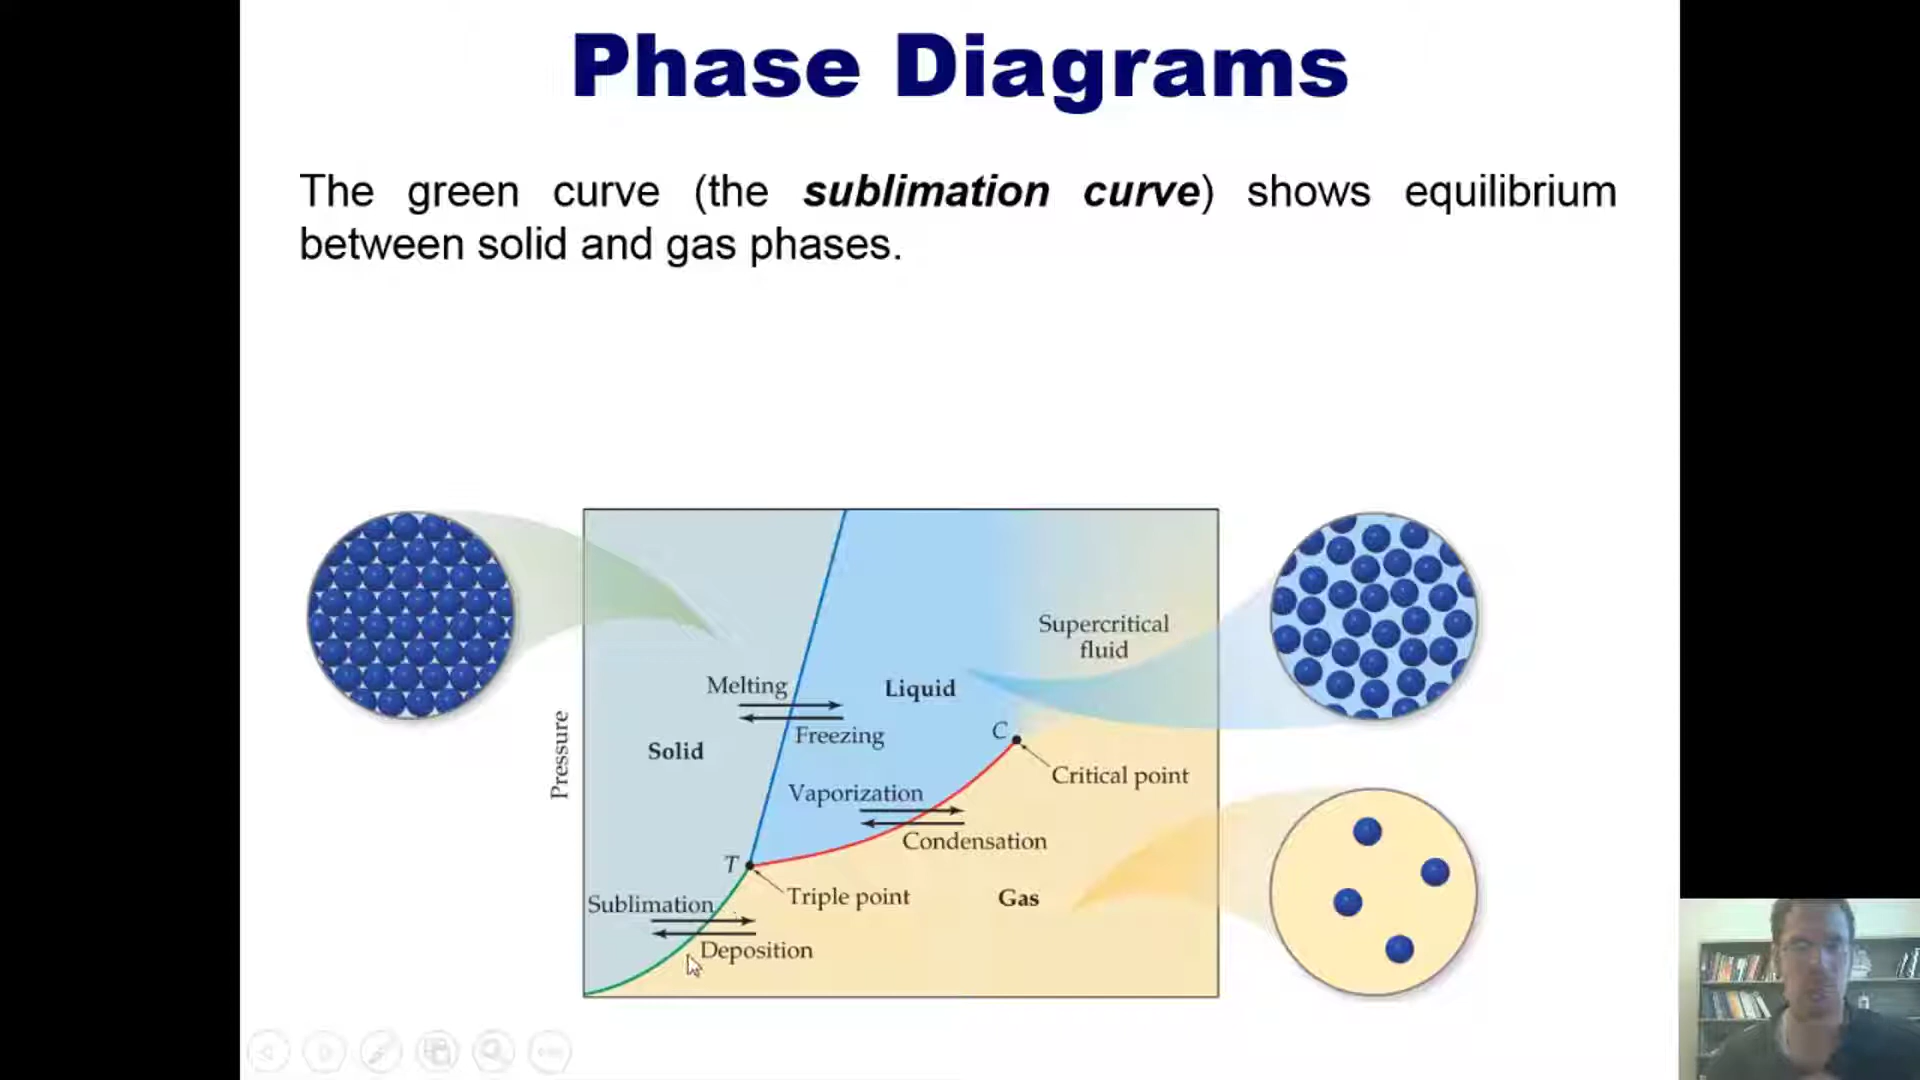 Phase Diagrams
The green curve (the sublimation curve) shows equilibrium
between solid and gas phases.
Supercritical
fluid
Melting
Liquid
Freezing
C
Solid
Pressure
Critical point
Vaporization
Condensation
T
Triple point
Gas
Sublimation
Deposition